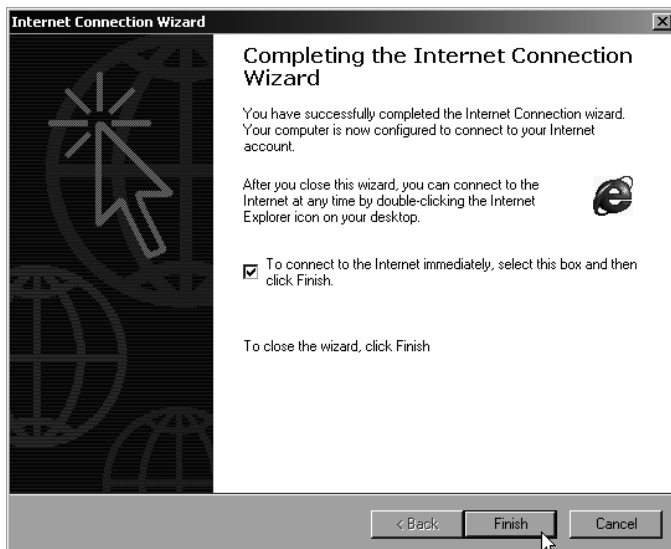 Internet Connection Wizard
Completing the Internet Connection
Wizard
You have successfully completed the Internet Connection wizard.
Your computer is now configured to connect to your Internet
account.
After you close this wizard, you can connect to the
Internet at any time by double-clicking the Internet
Explorer icon on your desktop.
To connect to the Internet immediately, select this box and then
click Finish.
To close the wizard, click Finish
< Back
Finish
Cancel